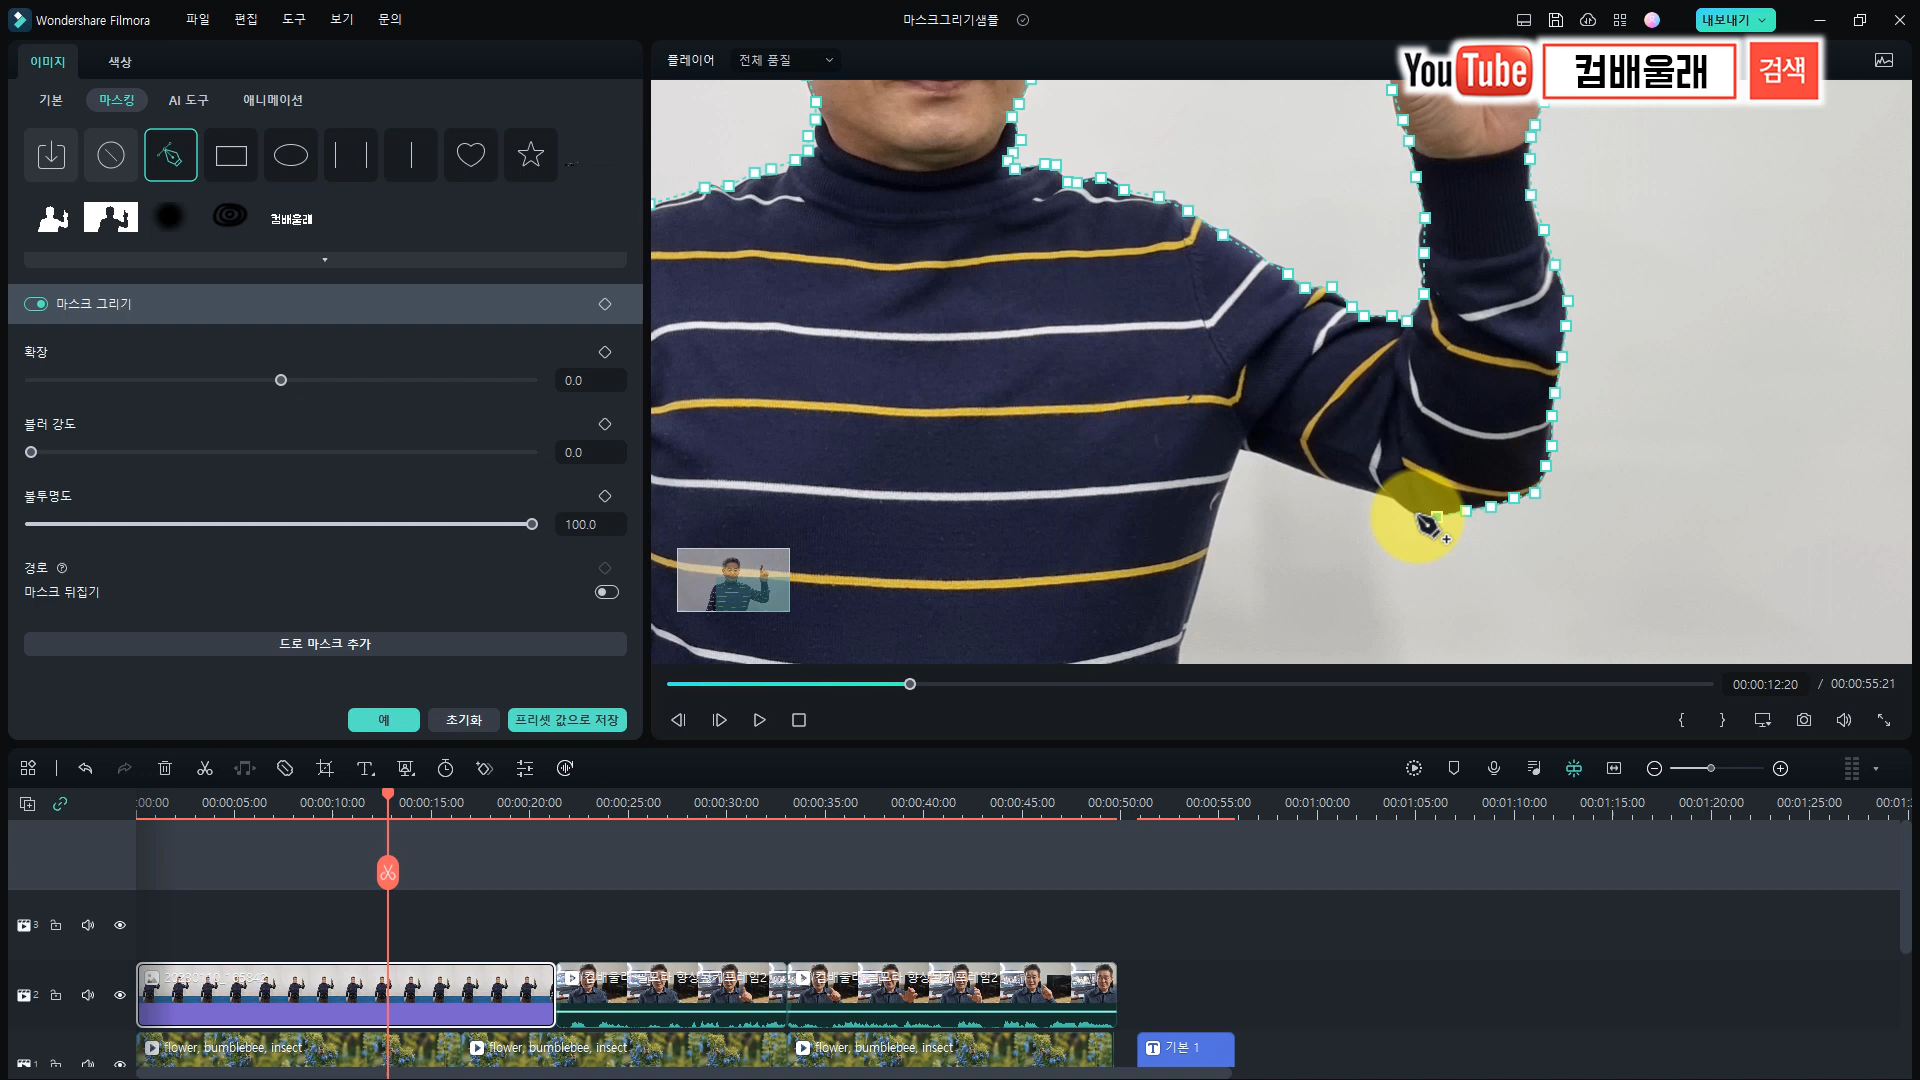 Wondershare Filmora 파일 편집 도구 보기 문의 마스크그리기샘플 내보내기
YouTube 컴배울래 검색
이미지 색상 플레이어 전체 품질
기본 마스킹 AI 도구 애니메이션
컴배울래
마스크 그리기
확장
0.0
블러 강도
0.0
불투명도
100.0
경로
마스크 뒤집기
드로 마스크 추가
예 초기화 프리셋 값으로 저장
00:00:12:20 / 00:00:55:21
:00:00 00:00:05:00 00:00:10:00 00:00:15:00 00:00:20:00 00:00:25:00 00:00:30:00 00:00:35:00 00:00:40:00 00:00:45:00 00:00:50:00 00:00:55:00 00:01:00:00 00:01:05:00 00:01:10:00 00:01:15:00 00:01:20:00 00:01:25:00 00:01:
3
2
1 flower, bumblebee, insect flower, bumblebee, insect flower, bumblebee, insect 기본 1